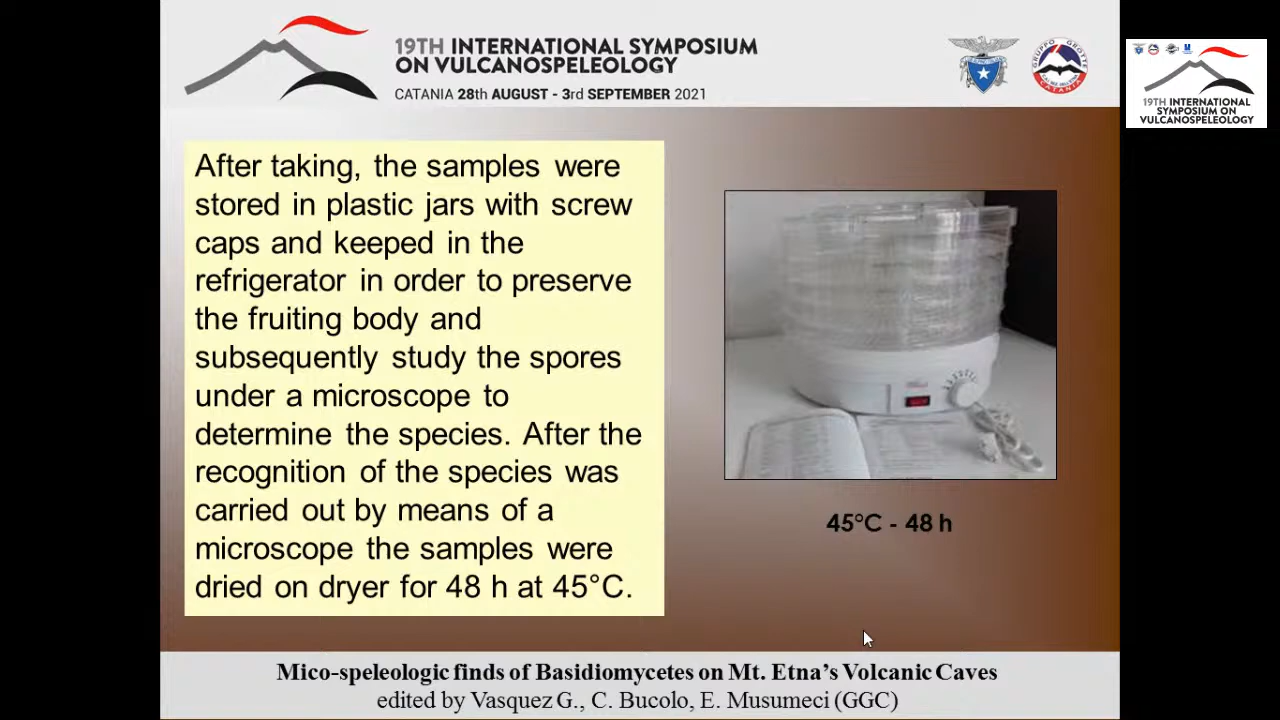 19TH INTERNATIONAL SYMPOSIUM
ON VULCANOSPELEOLOGY
CATANIA 28th AUGUST - 3rd SEPTEMBER 2021
GRUPPO GROTTE
CATANIA
19TH INTERNATIONAL
SYMPOSIUM ON
VULCANOSPELEOLOGY
After taking, the samples were
stored in plastic jars with screw
caps and keeped in the
refrigerator in order to preserve
the fruiting body and
subsequently study the spores
under a microscope to
determine the species. After the
recognition of the species was
carried out by means of a
microscope the samples were
dried on dryer for 48 h at 45°C.
45°C - 48 h
Mico-speleologic finds of Basidiomycetes on Mt. Etna's Volcanic Caves
edited by Vasquez G., C. Bucolo, E. Musumeci (GGC)